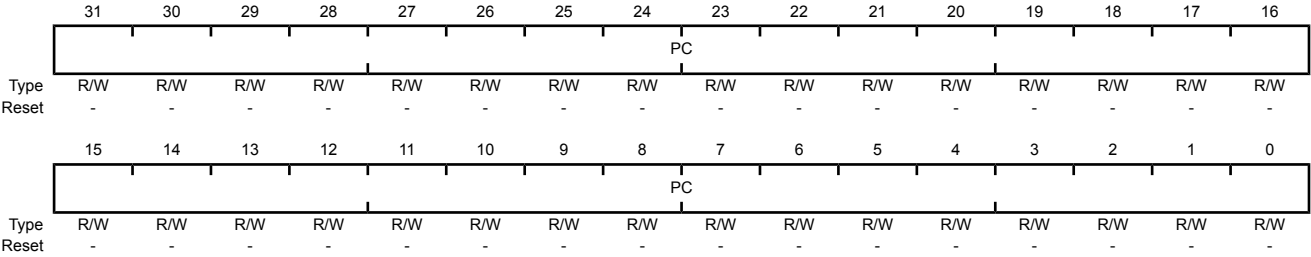 31 30 29 28 27 26 25 24 23 22 21 20 19 18 17 16
PC
Type R/W R/W R/W R/W R/W R/W R/W R/W R/W R/W R/W R/W R/W R/W R/W R/W
Reset - - - - - - - - - - - - - - - -
15 14 13 12 11 10 9 8 7 6 5 4 3 2 1 0
PC
Type R/W R/W R/W R/W R/W R/W R/W R/W R/W R/W R/W R/W R/W R/W R/W R/W
Reset - - - - - - - - - - - - - - - -